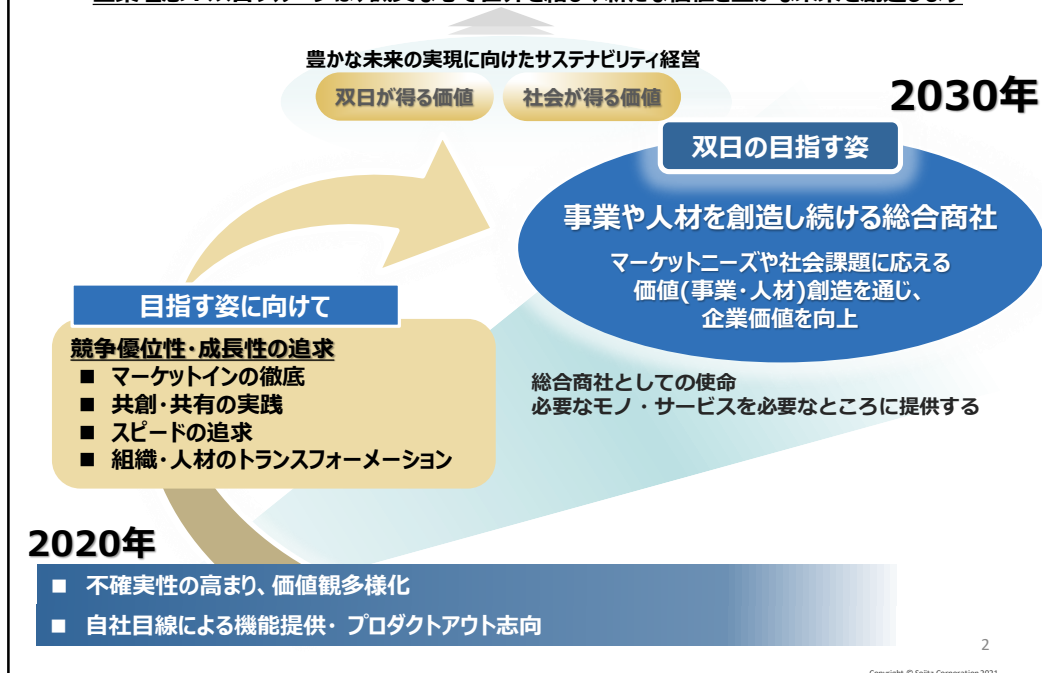 豊かな未来の実現に向けたサステナビリティ経営
双日が得る価値 社会が得る価値
2030年
双日の目指す姿
事業や人材を創造し続ける総合商社
マーケットニーズや社会課題に応える
価値(事業・人材)創造を通じ、
企業価値を向上
目指す姿に向けて
競争優位性・成長性の追求
■ マーケットインの徹底
■ 共創・共有の実践
■ スピードの追求
■ 組織・人材のトランスフォーメーション
総合商社としての使命
必要なモノ・サービスを必要なところに提供する
2020年
■ 不確実性の高まり、価値観多様化
■ 自社目線による機能提供・ プロダクトアウト志向
2